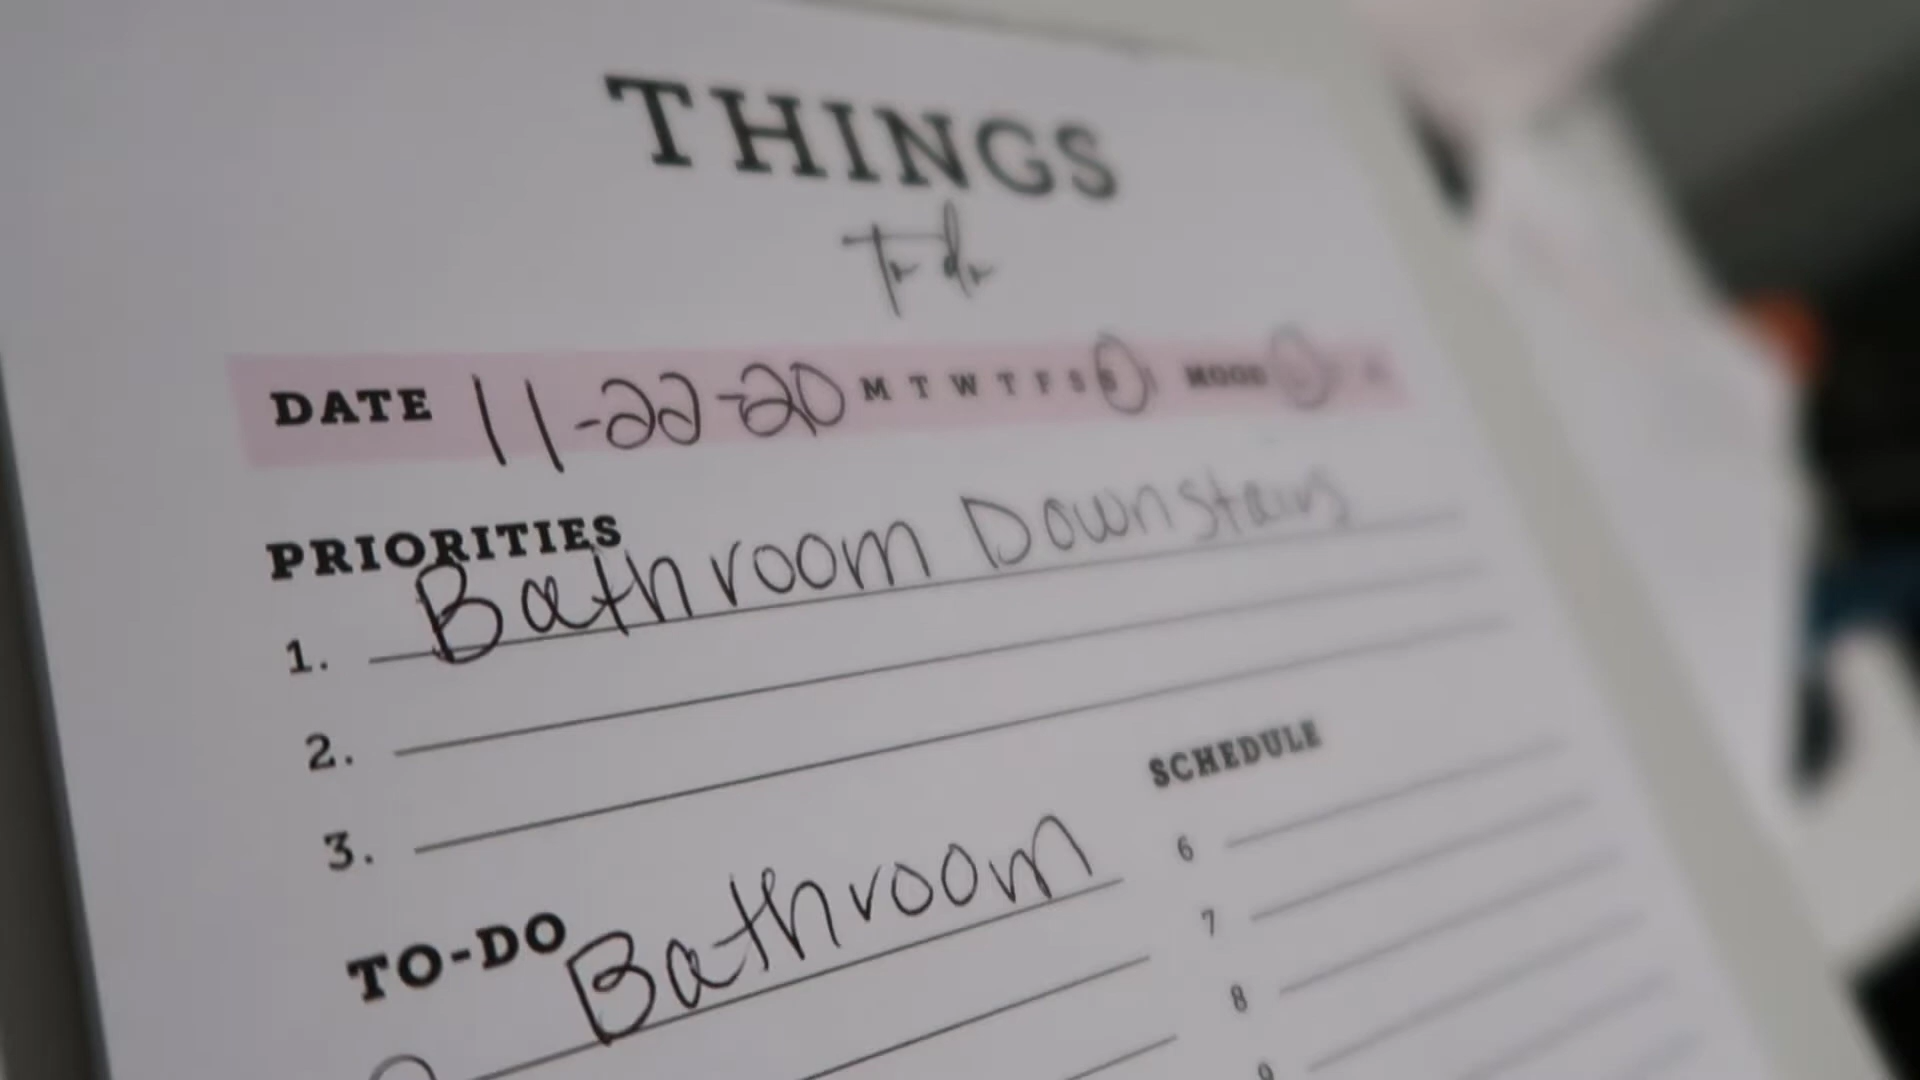 THINGS
To do
DATE 11-22-20 M T W T F S S MOOD
PRIORITIES
1. Bathroom Downstairs
2.
3.
SCHEDULE
TO-DO Bathroom
6
7
8
9